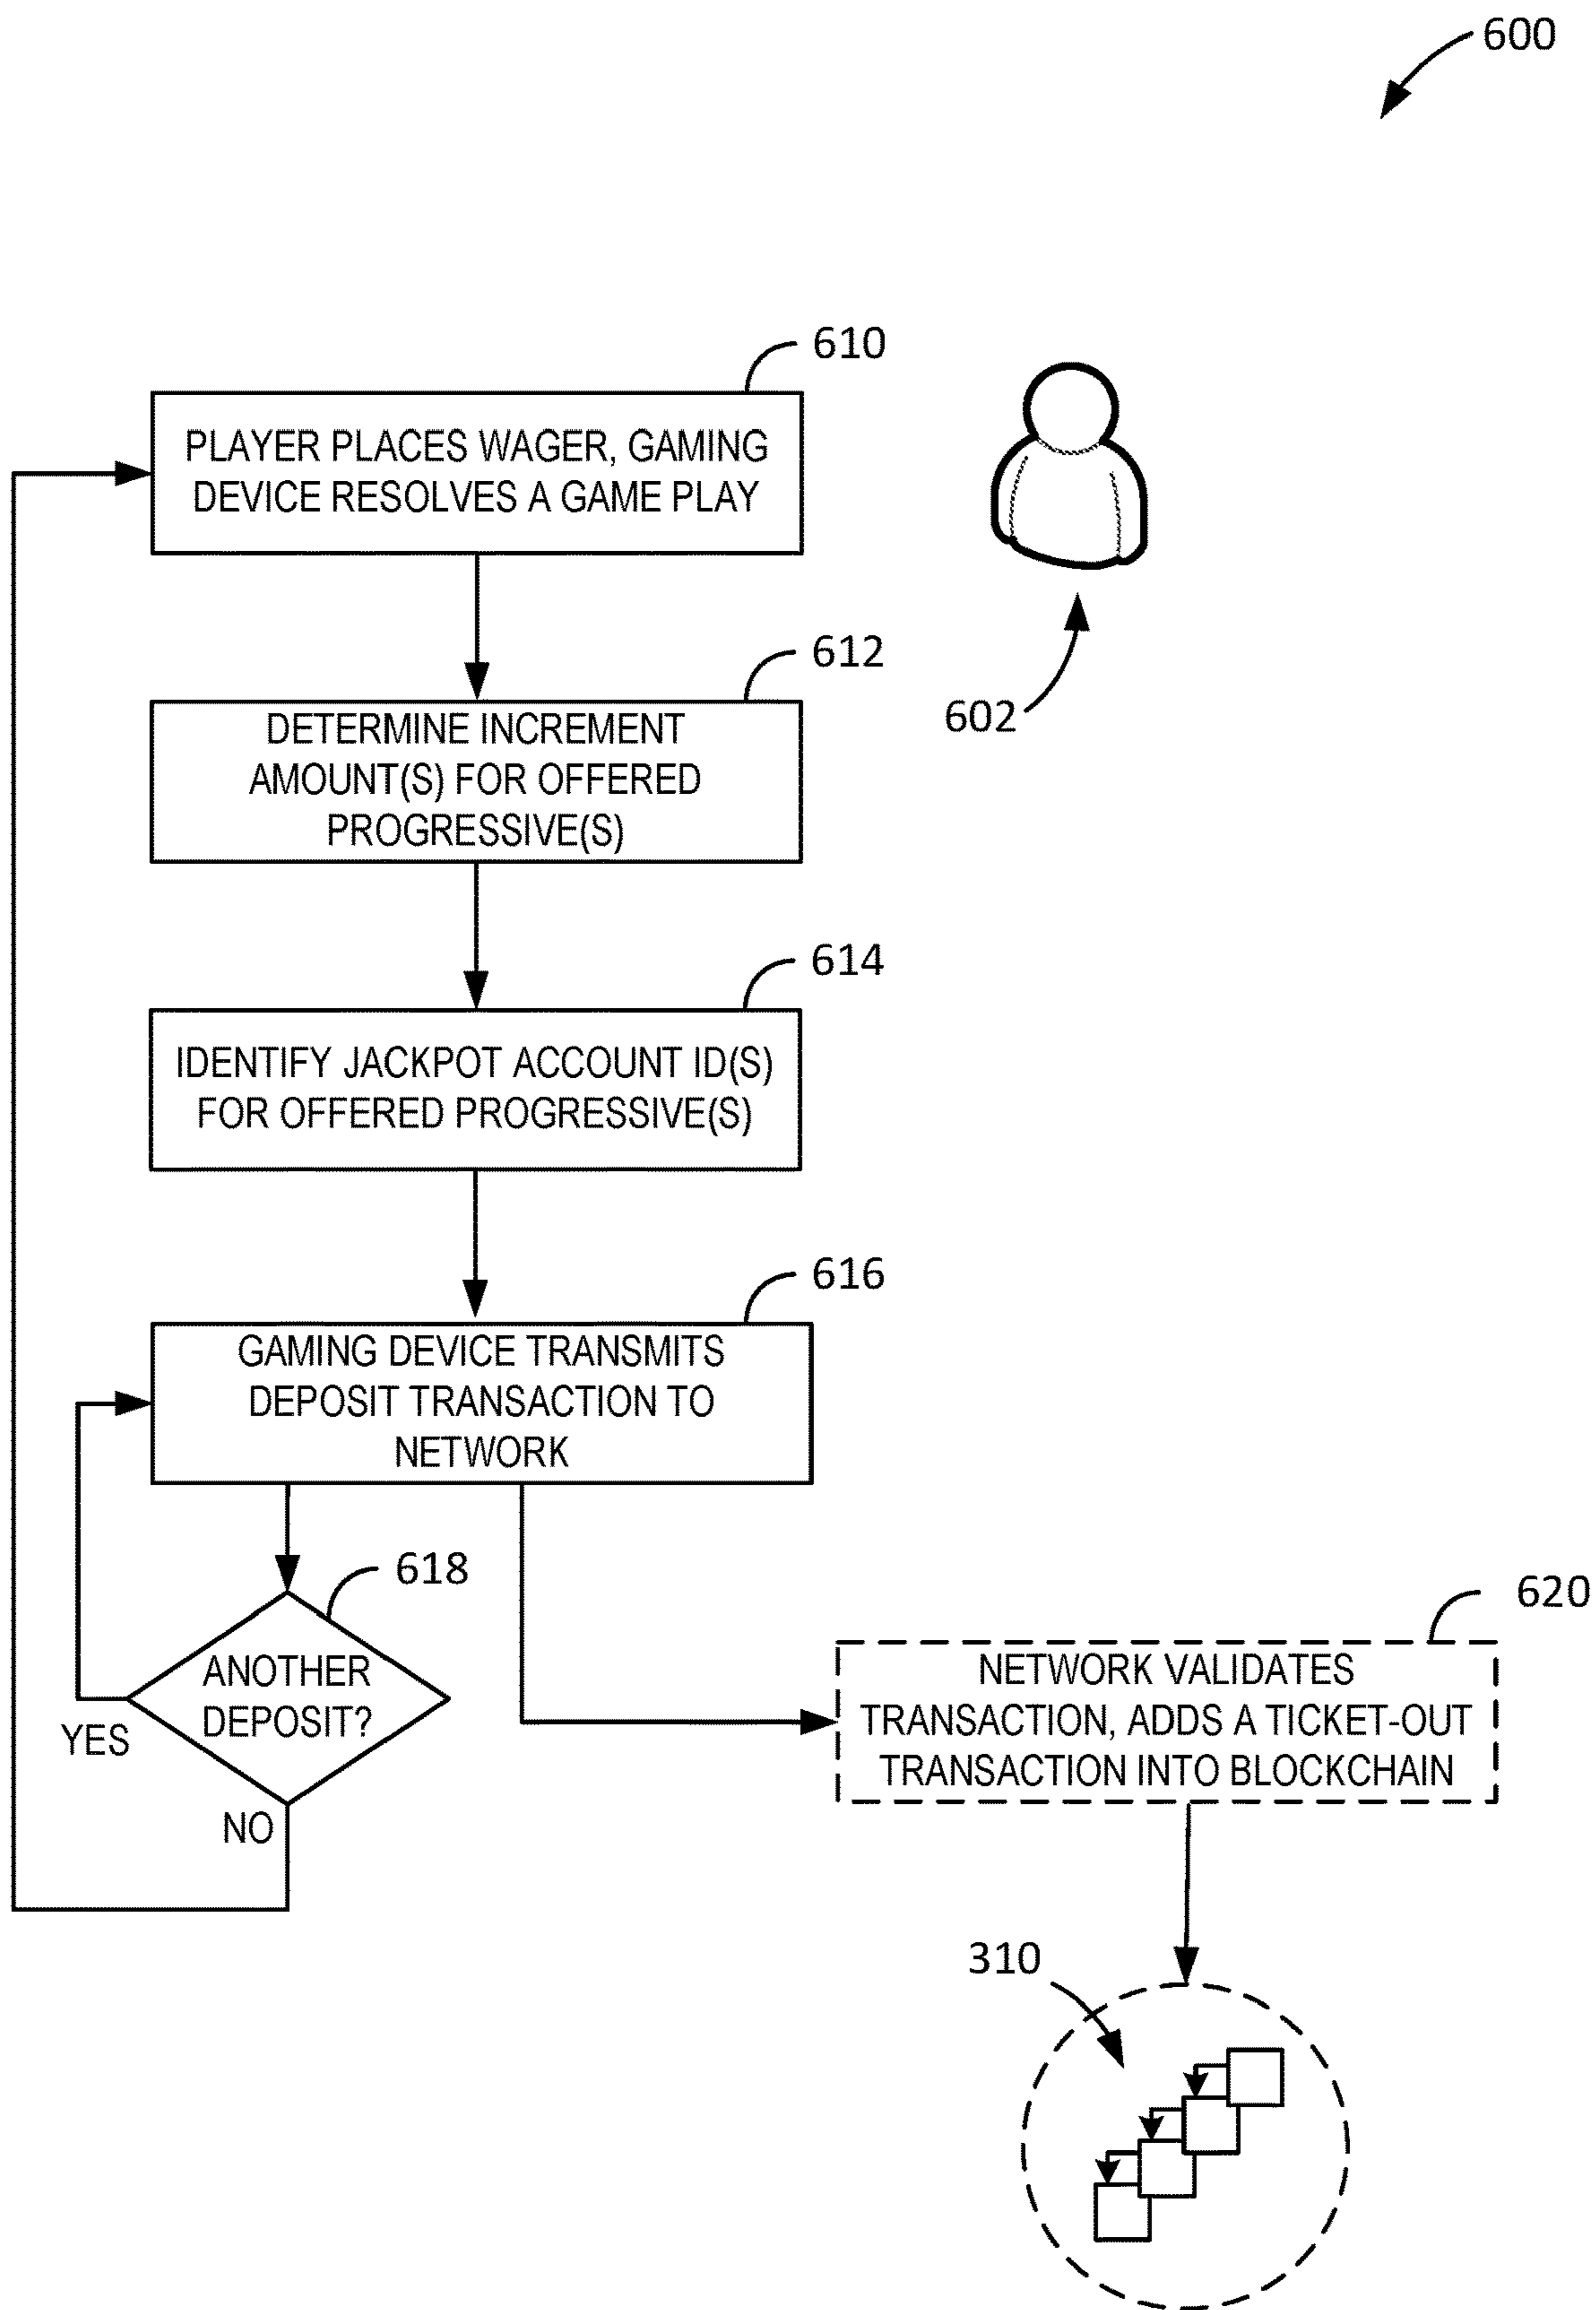 600
610
PLAYER PLACES WAGER, GAMING
DEVICE RESOLVES A GAME PLAY
612
602
DETERMINE INCREMENT
AMOUNT(S) FOR OFFERED
PROGRESSIVE(S)
614
IDENTIFY JACKPOT ACCOUNT ID(S)
FOR OFFERED PROGRESSIVE(S)
616
GAMING DEVICE TRANSMITS
DEPOSIT TRANSACTION TO
NETWORK
618
ANOTHER
DEPOSIT?
YES
NO
620
NETWORK VALIDATES
TRANSACTION, ADDS A TICKET-OUT
TRANSACTION INTO BLOCKCHAIN
310